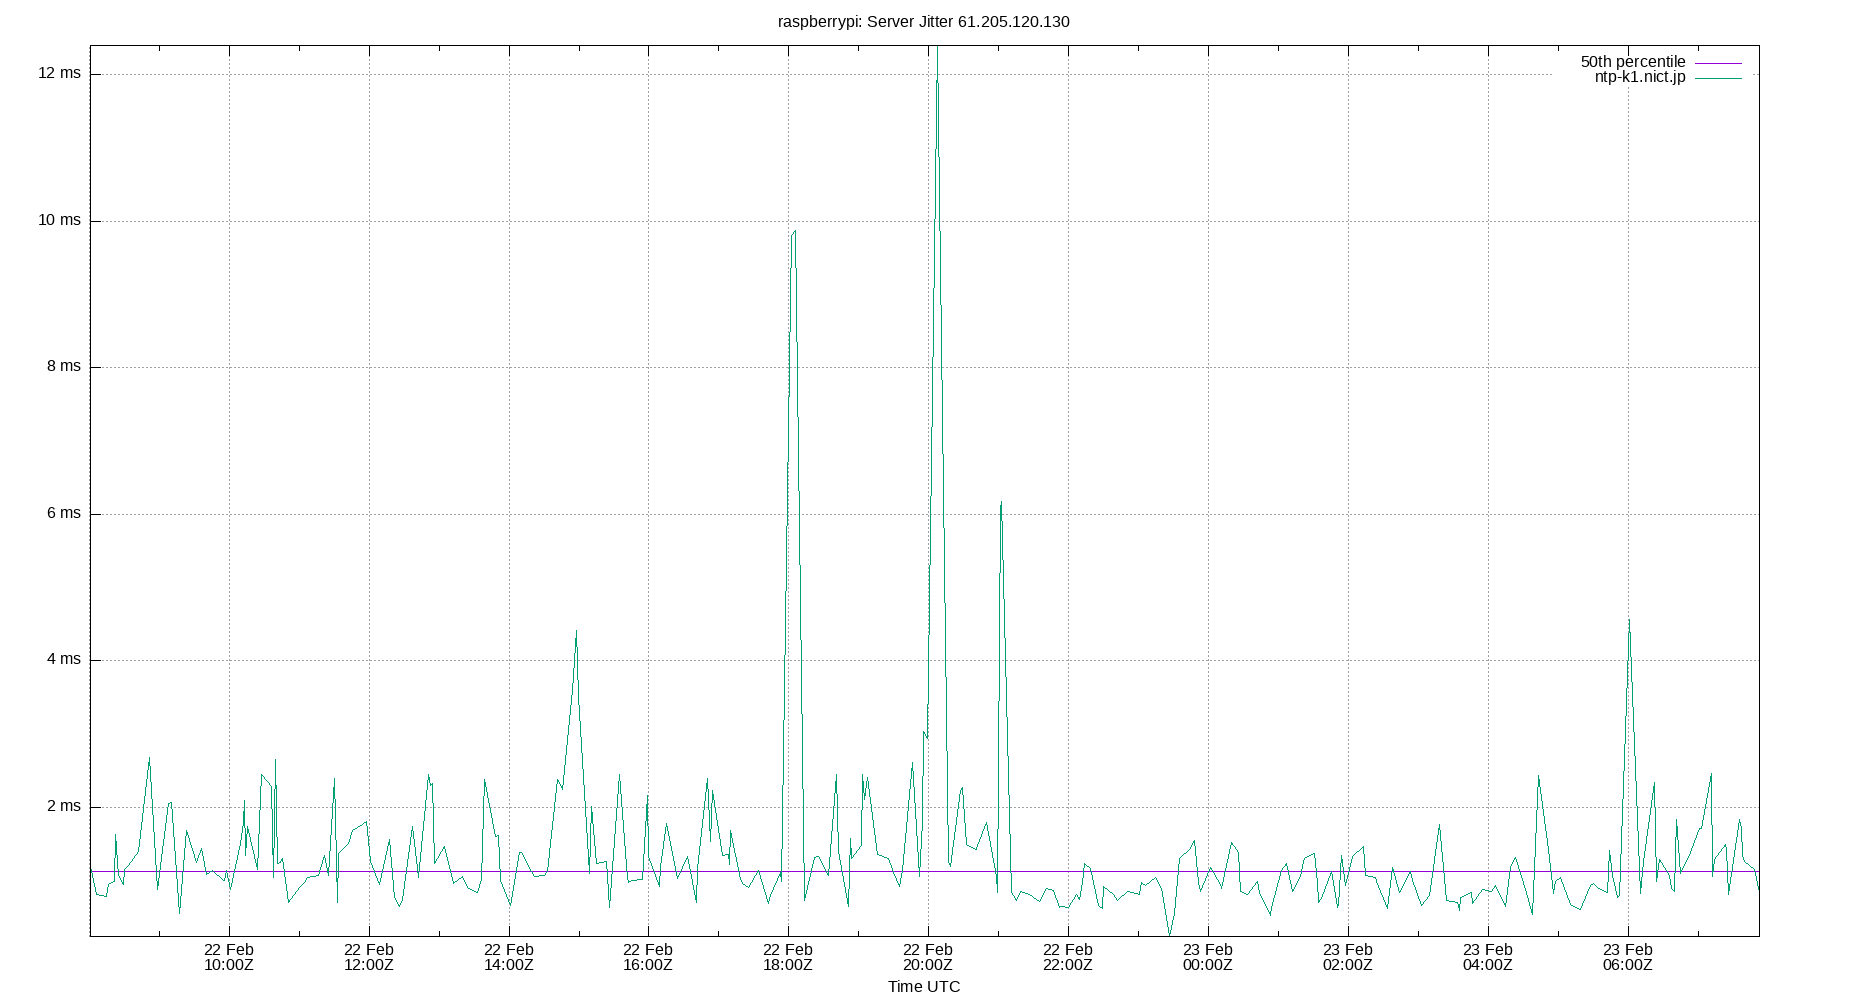 raspberrypi: Server Jitter 61.205.120.130
50th percentile
ntp-k1.nict.jp
12 ms
10 ms
8 ms
6 ms
4 ms
2 ms
22 Feb 22 Feb 22 Feb 22 Feb 22 Feb 22 Feb 22 Feb 23 Feb 23 Feb 23 Feb 23 Feb
10:00Z 12:00Z 14:00Z 16:00Z 18:00Z 20:00Z 22:00Z 00:00Z 02:00Z 04:00Z 06:00Z
Time UTC